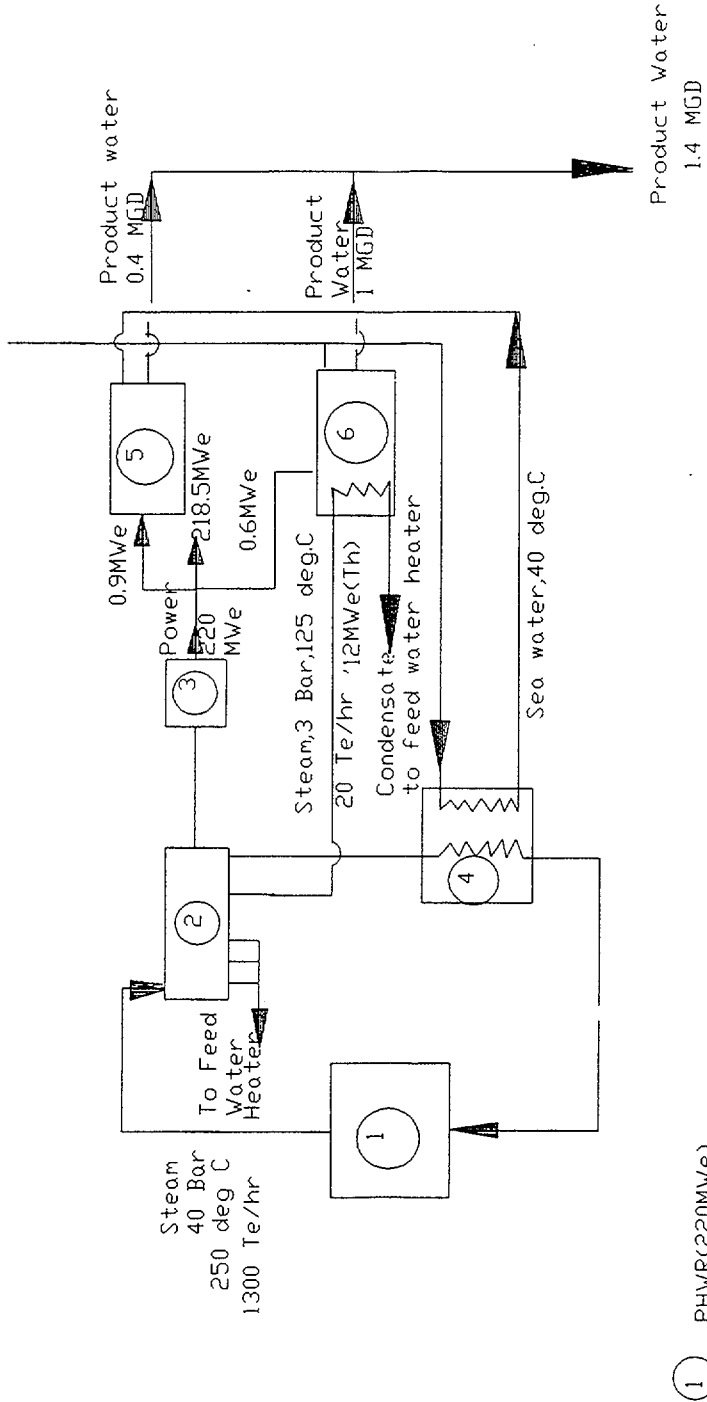 Product water
0.4 MGD
Product
Water
1 MGD
Product Water
1.4 MGD
5
6
0.9MWe
218.5MWe
0.6MWe
Power
220
MWe
3
Steam,3 Bar,125 deg.C
20 Te/hr '12MWe(Th)
Condensate
to feed water heater
Sea water,40 deg.C
2
4
To Feed
Water
Heater
Steam
40 Bar
250 deg C
1300 Te/hr
1
1 PHWR(220MWe)